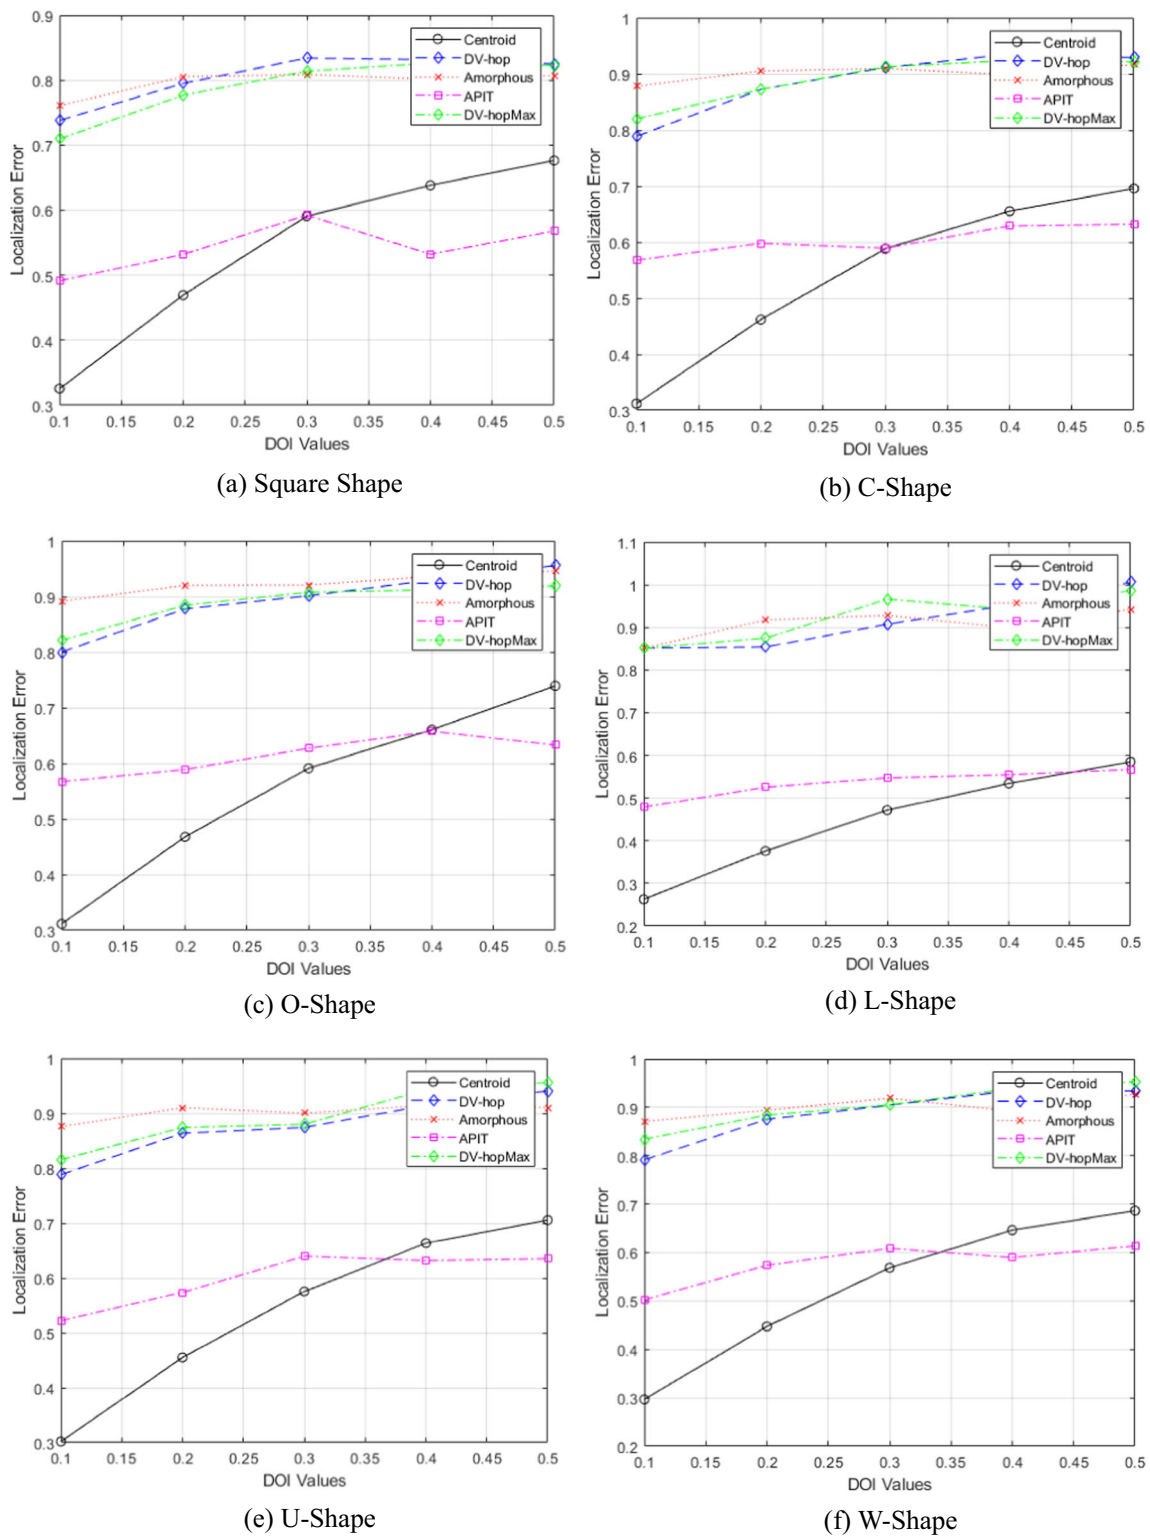 0.9
0.8
0.7
0.6
0.5
0.4
0.3
Localization Error
0.1 0.15 0.2 0.25 0.3 0.35 0.4 0.45 0.5
DOI Values
Centroid
DV-hop
Amorphous
APIT
DV-hopMax
(a) Square Shape
1
0.9
0.8
0.7
0.6
0.5
0.4
0.3
Localization Error
0.1 0.15 0.2 0.25 0.3 0.35 0.4 0.45 0.5
DOI Values
Centroid
DV-hop
Amorphous
APIT
DV-hopMax
(b) C-Shape
1
0.9
0.8
0.7
0.6
0.5
0.4
0.3
Localization Error
0.1 0.15 0.2 0.25 0.3 0.35 0.4 0.45 0.5
DOI Values
Centroid
DV-hop
Amorphous
APIT
DV-hopMax
(c) O-Shape
1.1
1
0.9
0.8
0.7
0.6
0.5
0.4
0.3
0.2
Localization Error
0.1 0.15 0.2 0.25 0.3 0.35 0.4 0.45 0.5
DOI Values
Centroid
DV-hop
Amorphous
APIT
DV-hopMax
(d) L-Shape
1
0.9
0.8
0.7
0.6
0.5
0.4
0.3
Localization Error
0.1 0.15 0.2 0.25 0.3 0.35 0.4 0.45 0.5
DOI Values
Centroid
DV-hop
Amorphous
APIT
DV-hopMax
(e) U-Shape
1
0.9
0.8
0.7
0.6
0.5
0.4
0.3
0.2
Localization Error
0.1 0.15 0.2 0.25 0.3 0.35 0.4 0.45 0.5
DOI Values
Centroid
DV-hop
Amorphous
APIT
DV-hopMax
(f) W-Shape